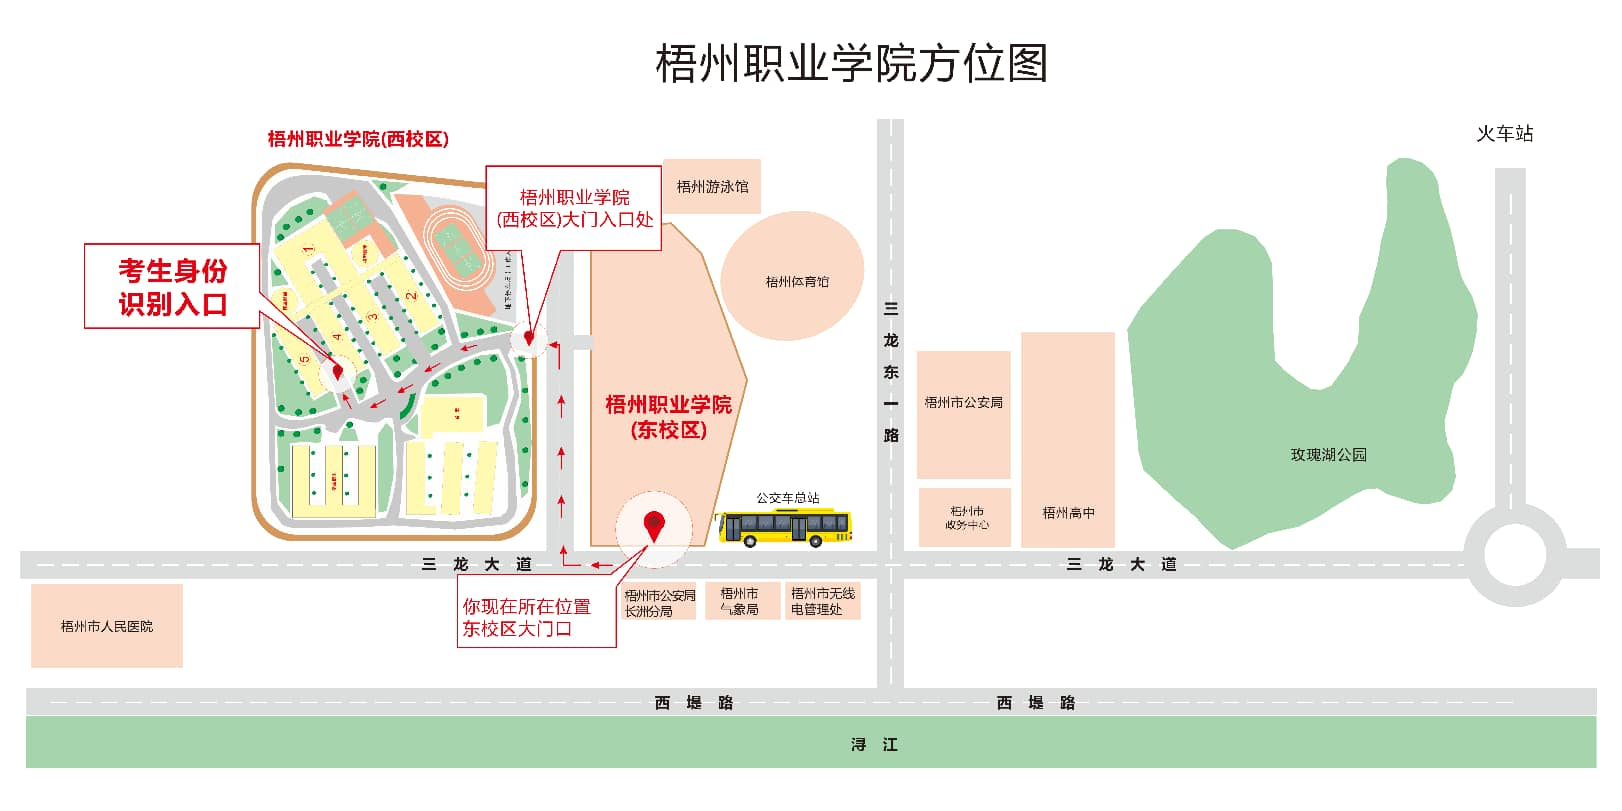 梧州职业学院方位图
火车站
梧州职业学院(西校区)
梧州职业学院
(西校区)大门入口处
梧州游泳馆
考生身份
识别入口
梧州体育馆
1
2
3
4
5
三龙东一路
梧州职业学院
(东校区)
梧州市公安局
梧州市
政务中心
梧州高中
玫瑰湖公园
公交车总站
三龙大道
三龙大道
你现在所在位置
东校区大门口
梧州市公安局
长洲分局
梧州市
气象局
梧州市无线
电管理处
梧州市人民医院
西堤路
西堤路
浔江